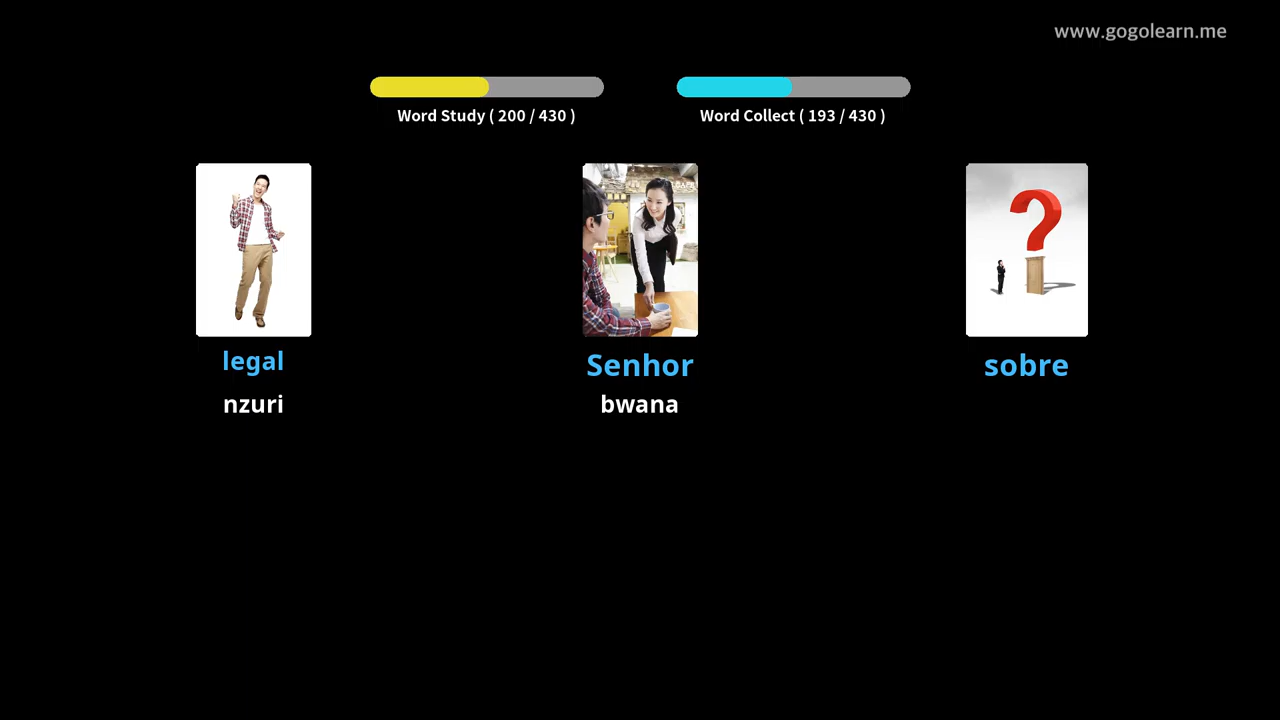 www.gogolearn.me
Word Study ( 200 / 430 )
Word Collect ( 193 / 430 )
legal
nzuri
Senhor
bwana
sobre